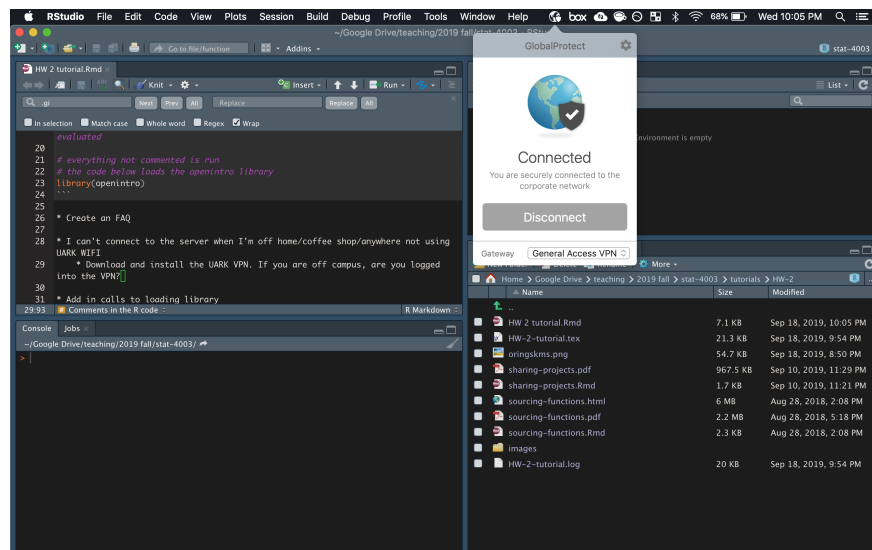 RStudio File Edit Code View Plots Session Build Debug Profile Tools Window Help box 68% Wed 10:05 PM
~/Google Drive/teaching/2019 fall/stat-4003 - RStu
Go to file/function Addins stat-4003
GlobalProtect
HW 2 tutorial.Rmd
ABC Knit Insert Run List
.gi Next Prev All Replace Replace All
In selection Match case Whole word Regex Wrap
evaluated
20
21 # everything not commented is run
22 # the code below loads the openintro library
23 library(openintro)
24 ```
25
26 * Create an FAQ
27
28 * I can't connect to the server when I'm off home/coffee shop/anywhere not using
UARK WIFI
29 * Download and install the UARK VPN. If you are off campus, are you logged
into the VPN?
30
31 * Add in calls to loading library
29:93 Comments in the R code R Markdown
Console Jobs
~/Google Drive/teaching/2019 fall/stat-4003/
>
Connected
You are securely connected to the
corporate network
Disconnect
Gateway General Access VPN
nvironment is empty
New Folder Delete Rename More
Home Google Drive teaching 2019 fall stat-4003 tutorials HW-2
Name Size Modified
..
HW 2 tutorial.Rmd 7.1 KB Sep 18, 2019, 10:05 PM
HW-2-tutorial.tex 21.3 KB Sep 18, 2019, 9:54 PM
oringskms.png 54.7 KB Sep 18, 2019, 8:50 PM
sharing-projects.pdf 967.5 KB Sep 10, 2019, 11:29 PM
sharing-projects.Rmd 1.7 KB Sep 10, 2019, 11:21 PM
sourcing-functions.html 6 MB Aug 28, 2018, 2:08 PM
sourcing-functions.pdf 2.2 MB Aug 28, 2018, 5:18 PM
sourcing-functions.Rmd 2.3 KB Aug 28, 2018, 2:08 PM
images
HW-2-tutorial.log 20 KB Sep 18, 2019, 9:54 PM